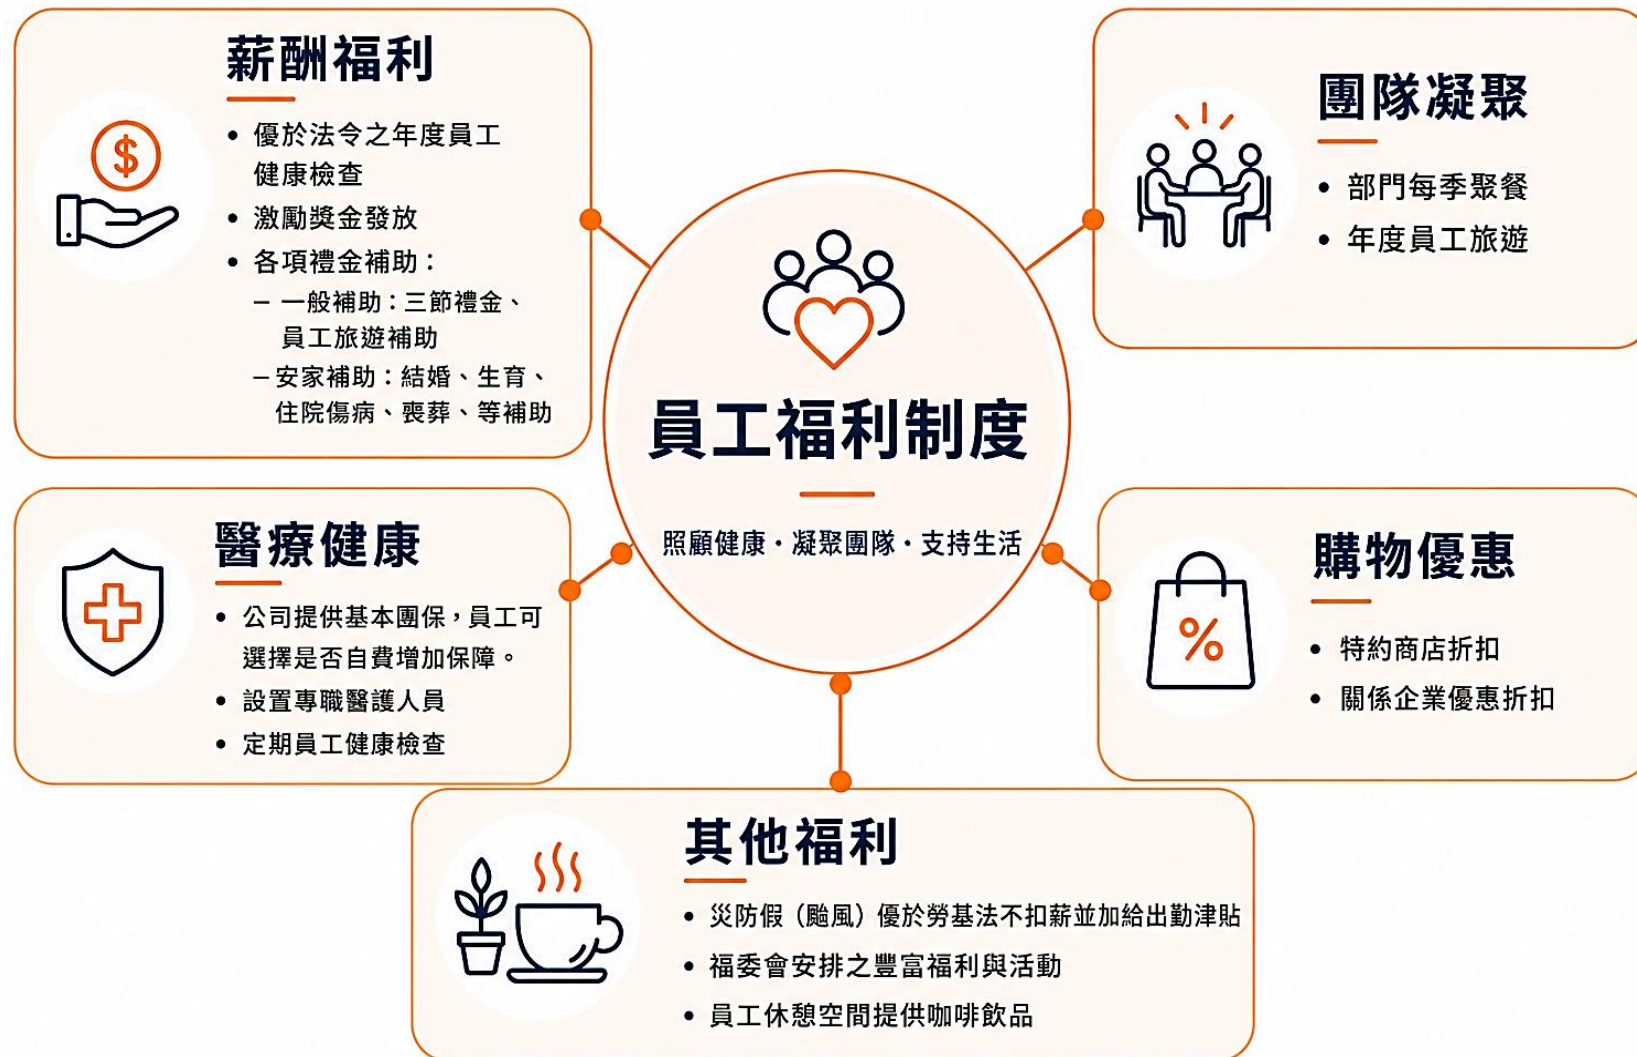 薪酬福利
• 優於法令之年度員工
健康檢查
• 激勵獎金發放
• 各項禮金補助：
– 一般補助：三節禮金、
員工旅遊補助
– 安家補助：結婚、生育、
住院傷病、喪葬、等補助
團隊凝聚
• 部門每季聚餐
• 年度員工旅遊
$
員工福利制度
照顧健康・凝聚團隊・支持生活
醫療健康
• 公司提供基本團保，員工可
選擇是否自費增加保障。
• 設置專職醫護人員
• 定期員工健康檢查
購物優惠
%
• 特約商店折扣
• 關係企業優惠折扣
其他福利
• 災防假（颱風）優於勞基法不扣薪並加給出勤津貼
• 福委會安排之豐富福利與活動
• 員工休憩空間提供咖啡飲品